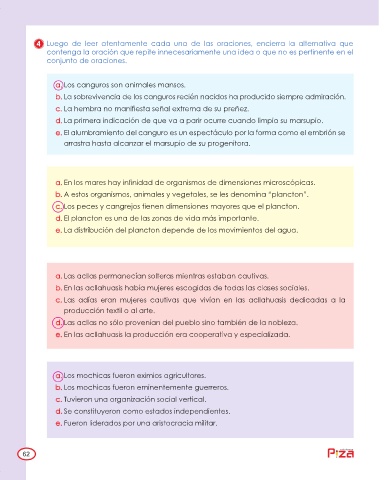 4 Luego de leer atentamente cada una de las oraciones, encierra la alternativa que
contenga la oración que repite innecesariamente una idea o que no es pertinente en el
conjunto de oraciones.
a. Los canguros son animales mansos.
b. La sobrevivencia de los canguros recién nacidos ha producido siempre admiración.
c. La hembra no manifiesta señal extrema de su preñez.
d. La primera indicación de que va a parir ocurre cuando limpia su marsupio.
e. El alumbramiento del canguro es un espectáculo por la forma como el embrión se
arrastra hasta alcanzar el marsupio de su progenitora.
a. En los mares hay infinidad de organismos de dimensiones microscópicas.
b. A estos organismos, animales y vegetales, se les denomina “plancton”.
c. Los peces y cangrejos tienen dimensiones mayores que el plancton.
d. El plancton es una de las zonas de vida más importante.
e. La distribución del plancton depende de los movimientos del agua.
a. Las acllas permanecían solteras mientras estaban cautivas.
b. En las acllahuasis había mujeres escogidas de todas las clases sociales.
c. Las adías eran mujeres cautivas que vivían en las acllahuasis dedicadas a la
producción textil o al arte.
d. Las acllas no sólo provenían del pueblo sino también de la nobleza.
e. En las acllahuasis la producción era cooperativa y especializada.
a. Los mochicas fueron eximios agricultores.
b. Los mochicas fueron eminentemente guerreros.
c. Tuvieron una organización social vertical.
d. Se constituyeron como estados independientes.
e. Fueron liderados por una aristocracia militar.
62
Piza